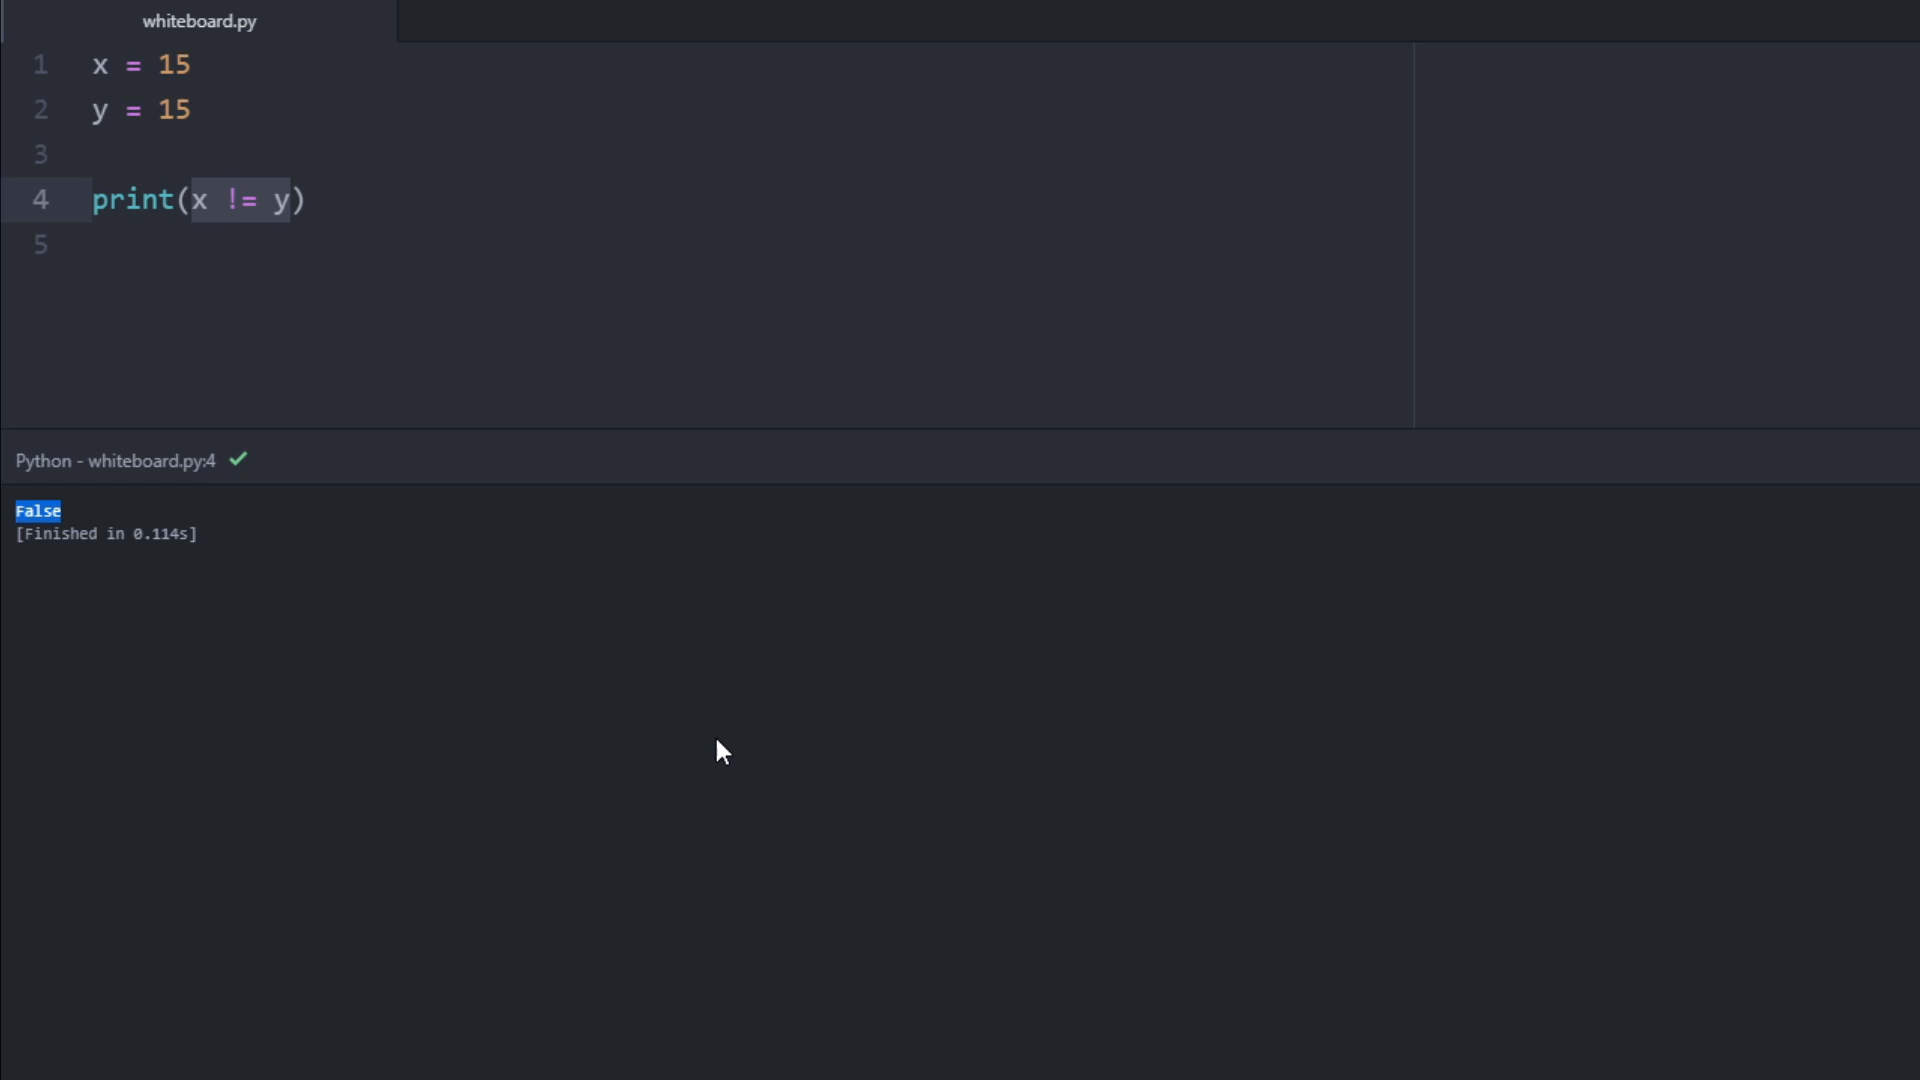 whiteboard.py
1 x = 15
2 y = 15
3
4 print(x != y)
5
Python - whiteboard.py:4
False
[Finished in 0.114s]